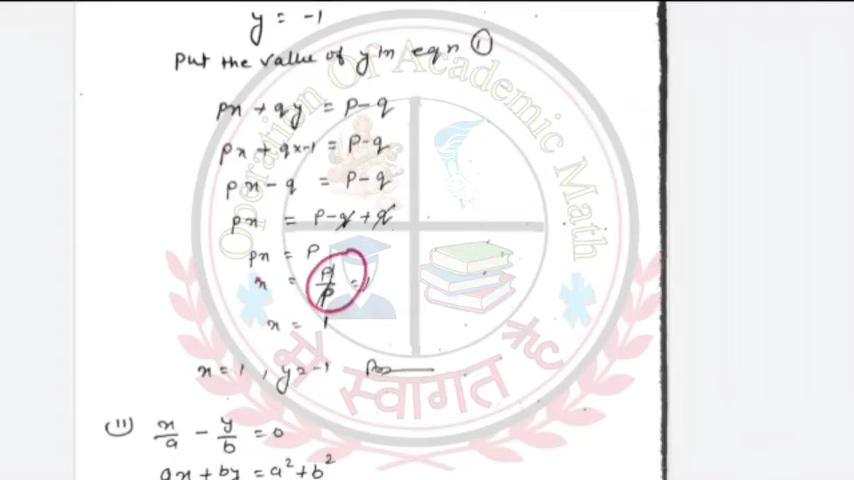 y = -1
Put the value of y in eqn ①
px + qy = p-q
px + q×-1 = p-q
px - q = p-q
px = p-q+q
px = p
x = p/p = 1
x = 1
x=1, y=-1 Ans
(ii) x/a - y/b = 0
ax + by = a²+b²
Operation Of Academic Math
स्वागत